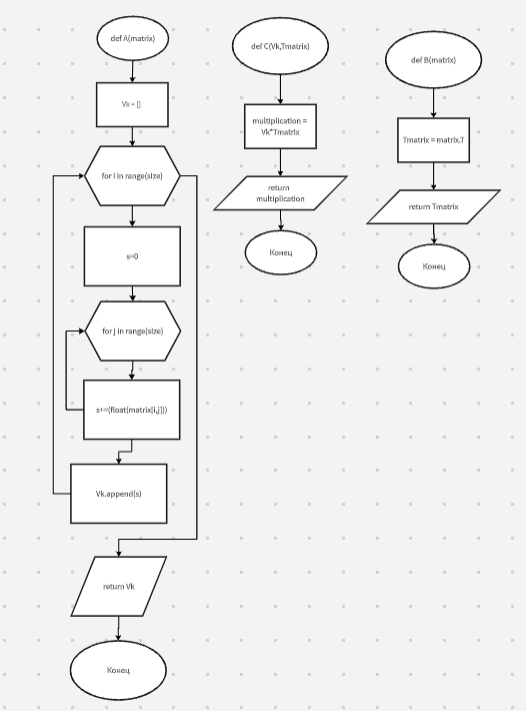 def A(matrix)
Vk = []
for i in range(size)
s=0
for j in range(size)
s+=(float(matrix[i,j]))
Vk.append(s)
return Vk
Конец
def C(Vk,Tmatrix)
multiplication =
Vk*Tmatrix
return
multiplication
Конец
def B(matrix)
Tmatrix = matrix.T
return Tmatrix
Конец